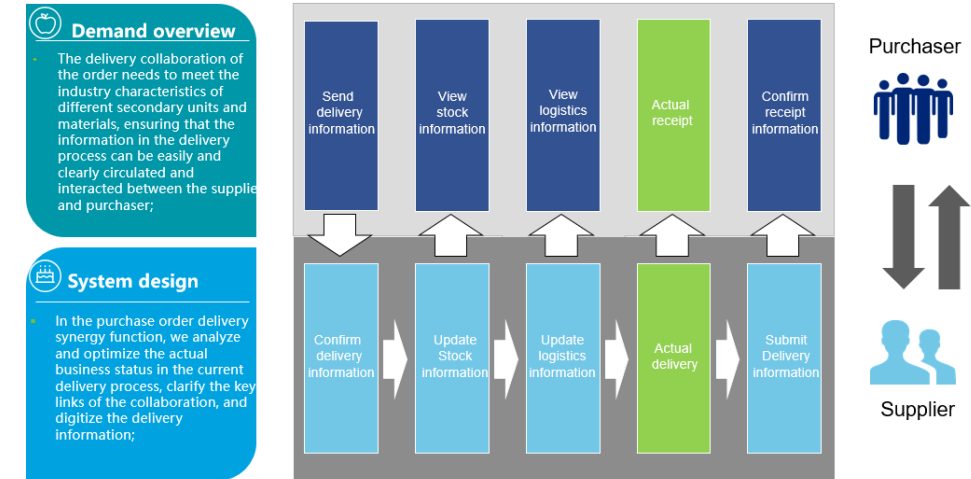 Demand overview
The delivery collaboration of
the order needs to meet the
industry characteristics of
different secondary units and
materials, ensuring that the
information in the delivery
process can be easily and
clearly circulated and
interacted between the supplie
and purchaser;
System design
In the purchase order delivery
synergy function, we analyze
and optimize the actual
business status in the current
delivery process, clarify the key
links of the collaboration, and
digitize the delivery
information;
Send
delivery
information
View
stock
information
View
logistics
information
Actual
receipt
Confirm
receipt
information
Confirm
delivery
information
Update
Stock
information
Update
logistics
information
Actual
delivery
Submit
Delivery
information
Purchaser
Supplier